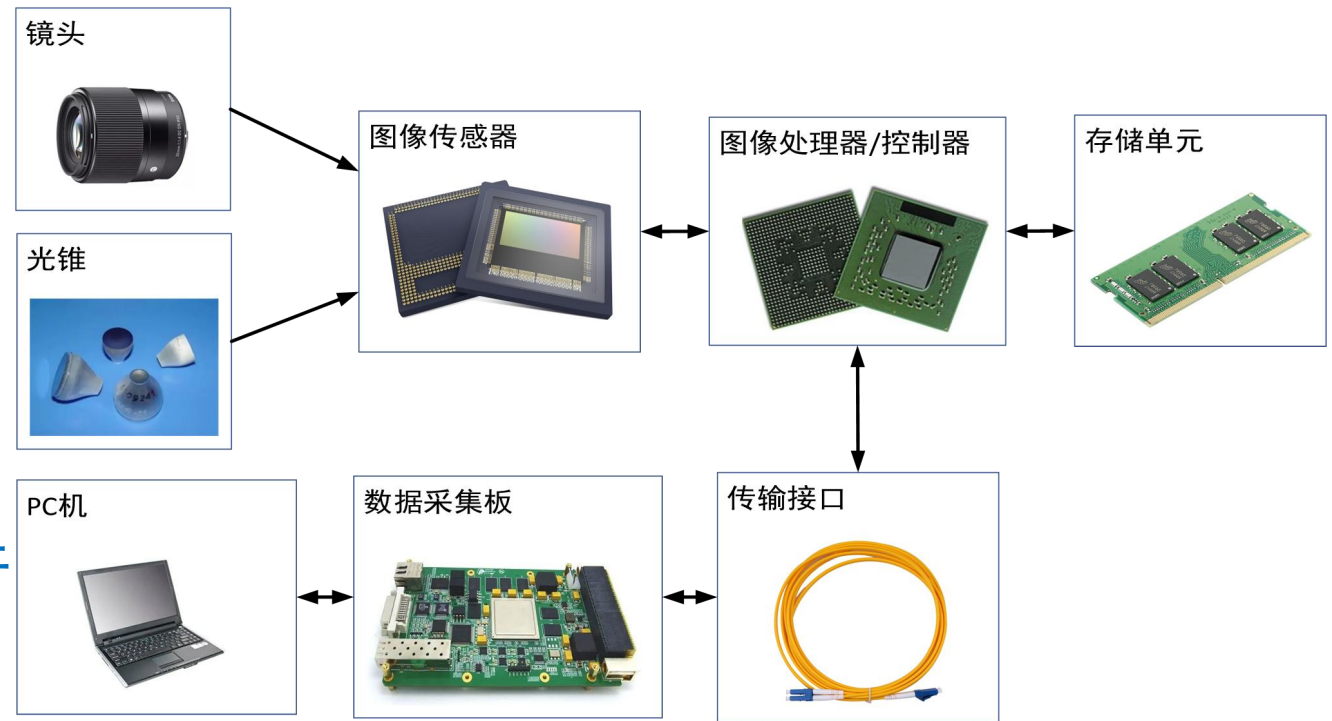 镜头
图像传感器
图像处理器/控制器
存储单元
光锥
PC机
数据采集板
传输接口